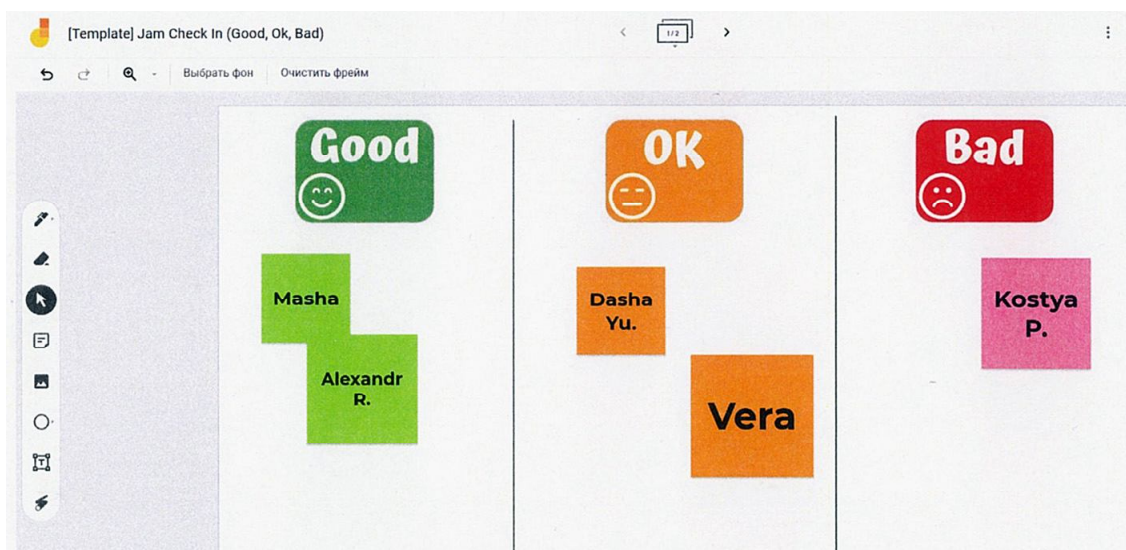 [Template] Jam Check In (Good, Ok, Bad)
1/2
Выбрать фон
Очистить фрейм
Good
OK
Bad
Masha
Alexandr
R.
Dasha
Yu.
Vera
Kostya
P.